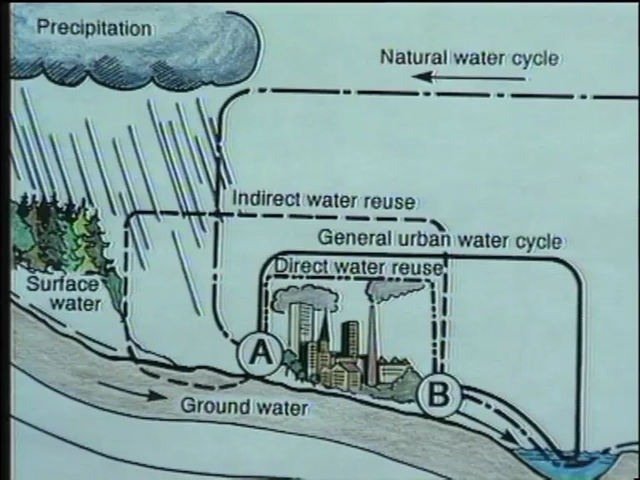 Precipitation
Natural water cycle
Indirect water reuse
General urban water cycle
Direct water reuse
Surface
water
A
B
Ground water